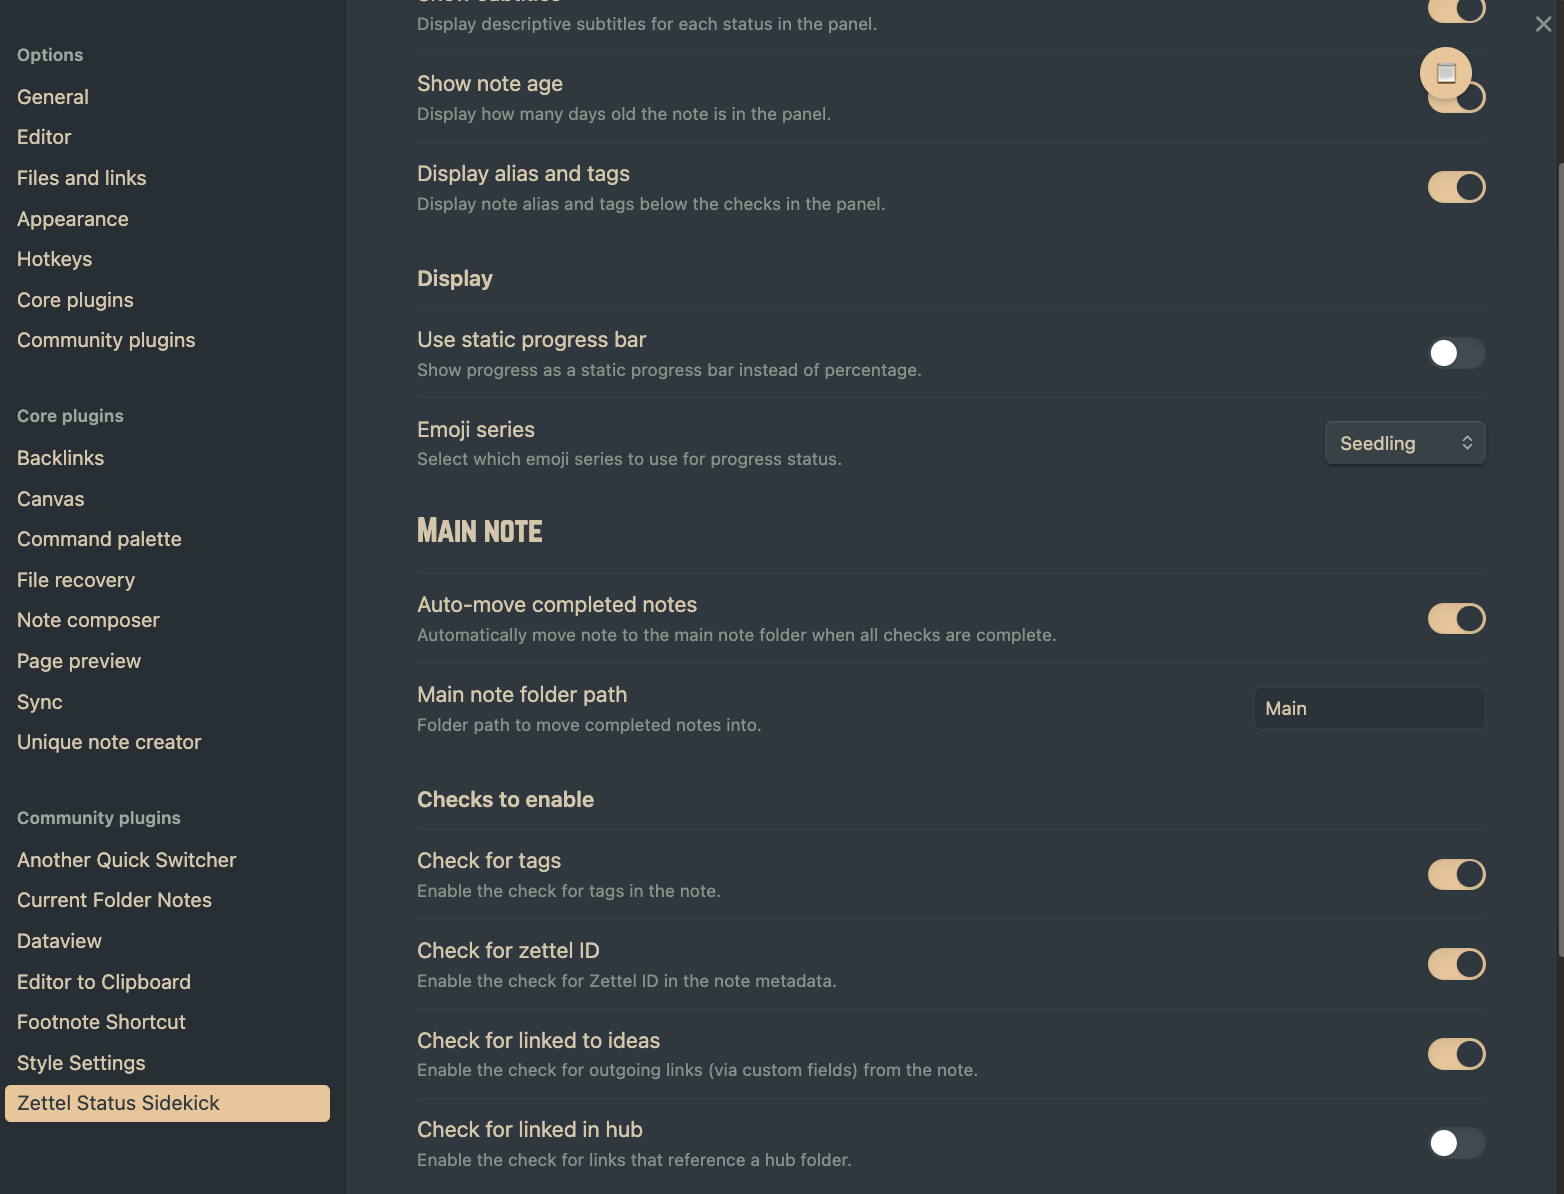 Options
General
Editor
Files and links
Appearance
Hotkeys
Core plugins
Community plugins
Core plugins
Backlinks
Canvas
Command palette
File recovery
Note composer
Page preview
Sync
Unique note creator
Community plugins
Another Quick Switcher
Current Folder Notes
Dataview
Editor to Clipboard
Footnote Shortcut
Style Settings
Zettel Status Sidekick
Show subtitles
Display descriptive subtitles for each status in the panel.
Show note age
Display how many days old the note is in the panel.
Display alias and tags
Display note alias and tags below the checks in the panel.
Display
Use static progress bar
Show progress as a static progress bar instead of percentage.
Emoji series
Select which emoji series to use for progress status.
Seedling
MAIN NOTE
Auto-move completed notes
Automatically move note to the main note folder when all checks are complete.
Main note folder path
Folder path to move completed notes into.
Main
Checks to enable
Check for tags
Enable the check for tags in the note.
Check for zettel ID
Enable the check for Zettel ID in the note metadata.
Check for linked to ideas
Enable the check for outgoing links (via custom fields) from the note.
Check for linked in hub
Enable the check for links that reference a hub folder.